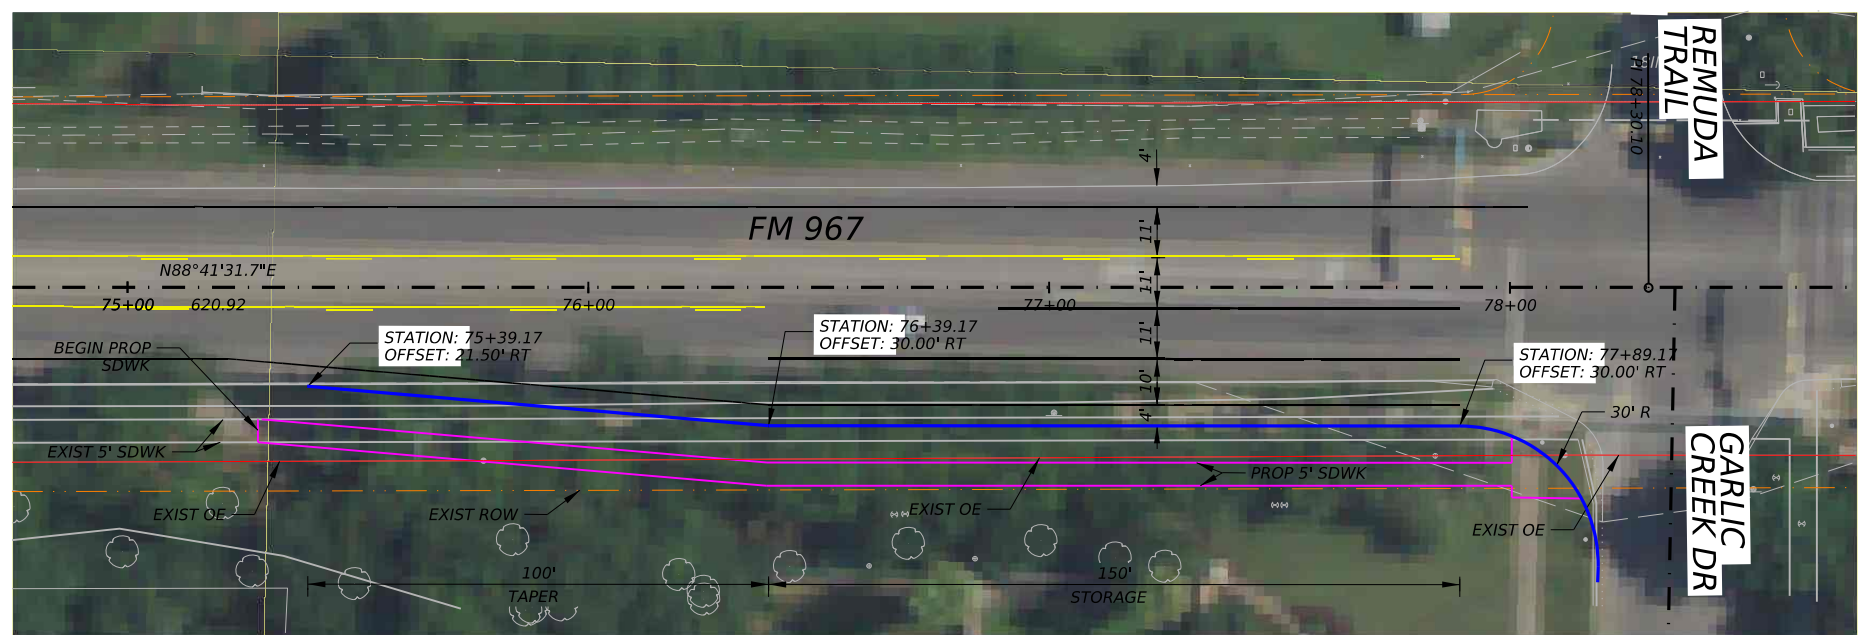 REMUDA
TRAIL
PI 78+30.10
4'
11'
FM 967
N88°41'31.7"E
11'
75+00
620.92
76+00
77+00
78+00
STATION: 75+39.17
OFFSET: 21.50' RT
STATION: 76+39.17
OFFSET: 30.00' RT
11'
STATION: 77+89.17
OFFSET: 30.00' RT
BEGIN PROP
SDWK
10'
4'
30' R
EXIST 5' SDWK
PROP 5' SDWK
GARLIC
CREEK DR
EXIST OE
EXIST ROW
EXIST OE
EXIST OE
100'
TAPER
150'
STORAGE